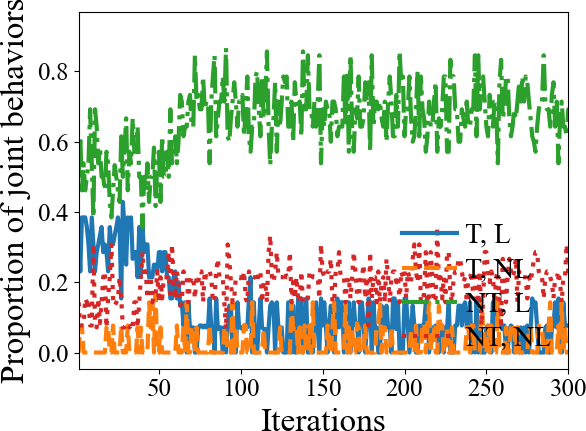 Proportion of joint behaviors
0.8
0.6
0.4
0.2
0.0
T, L
T, NL
NT, L
NT, NL
50
100
150
200
250
300
Iterations